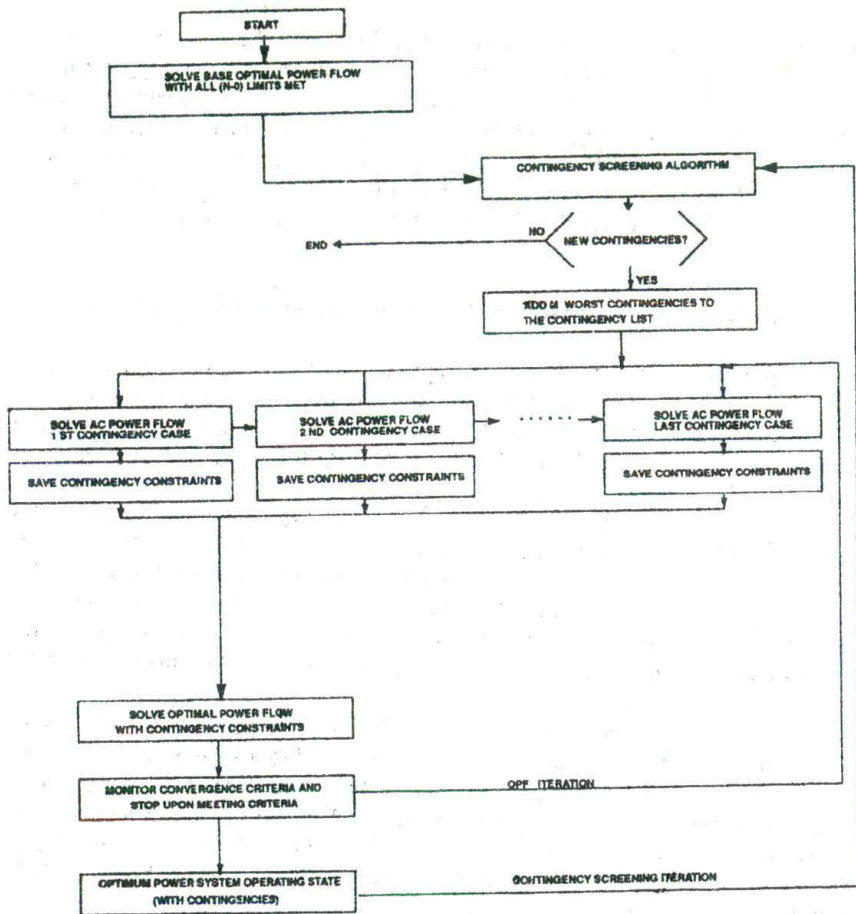 START
SOLVE BASE OPTIMAL POWER FLOW
WITH ALL (N-0) LIMITS MET
CONTINGENCY SCREENING ALGORITHM
NO
NEW CONTINGENCIES?
END
YES
ADD M WORST CONTINGENCIES TO
THE CONTINGENCY LIST
SOLVE AC POWER FLOW
1 ST CONTINGENCY CASE
SOLVE AC POWER FLOW
2 ND CONTINGENCY CASE
......
SOLVE AC POWER FLOW
LAST CONTINGENCY CASE
SAVE CONTINGENCY CONSTRAINTS
SAVE CONTINGENCY CONSTRAINTS
SAVE CONTINGENCY CONSTRAINTS
SOLVE OPTIMAL POWER FLOW
WITH CONTINGENCY CONSTRAINTS
MONITOR CONVERGENCE CRITERIA AND
STOP UPON MEETING CRITERIA
OPF ITERATION
OPTIMUM POWER SYSTEM OPERATING STATE
(WITH CONTINGENCIES)
CONTINGENCY SCREENING ITERATION